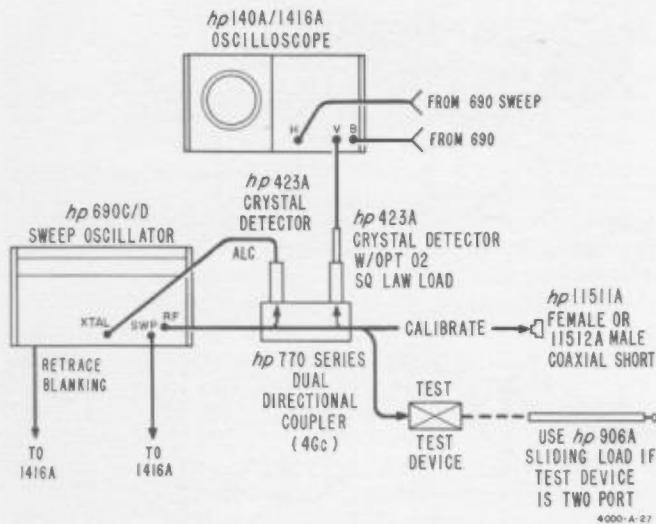 hp 140A/1416A
OSCILLOSCOPE
FROM 690 SWEEP
H
V
B
FROM 690
hp 423A
CRYSTAL
DETECTOR
hp 423A
CRYSTAL DETECTOR
W/OPT 02
SQ LAW LOAD
hp 690C/D
SWEEP OSCILLATOR
ALC
XTAL
SWP
RF
CALIBRATE
hp 11511A
FEMALE OR
11512A MALE
COAXIAL SHORT
RETRACE
BLANKING
hp 770 SERIES
DUAL
DIRECTIONAL
COUPLER
(4Gc)
TEST
TEST
DEVICE
TO
1416A
TO
1416A
USE hp 906A
SLIDING LOAD IF
TEST DEVICE
IS TWO PORT
4000-A-27